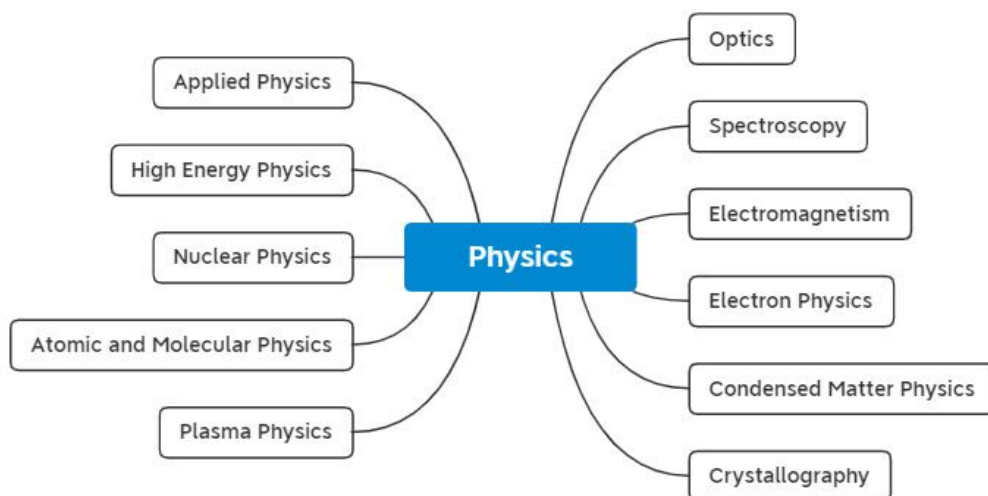 Optics
Applied Physics
Spectroscopy
High Energy Physics
Electromagnetism
Physics
Nuclear Physics
Electron Physics
Atomic and Molecular Physics
Condensed Matter Physics
Plasma Physics
Crystallography